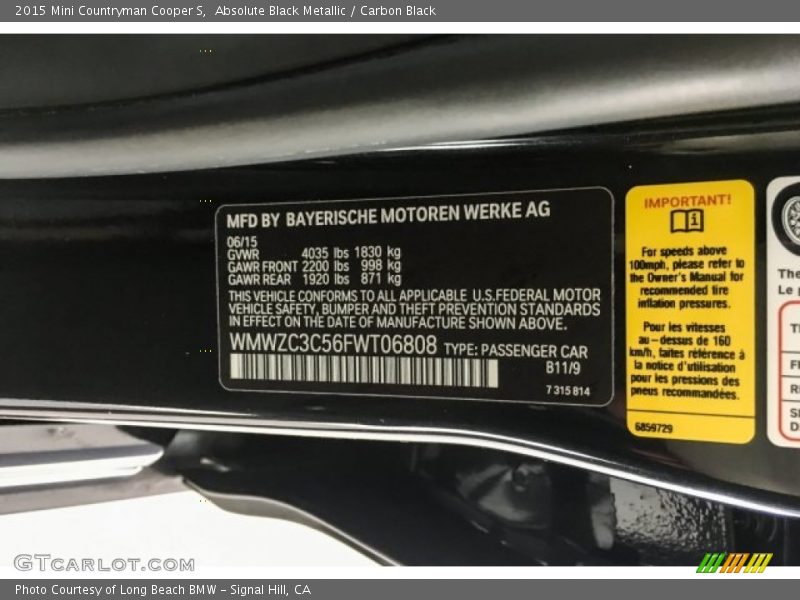 2015 Mini Countryman Cooper S,  Absolute Black Metallic / Carbon Black
MFD BY BAYERISCHE MOTOREN WERKE AG
06/15
GVWR 4035 lbs 1830 kg
GAWR FRONT 2200 lbs 998 kg
GAWR REAR 1920 lbs 871 kg
THIS VEHICLE CONFORMS TO ALL APPLICABLE U.S.FEDERAL MOTOR
VEHICLE SAFETY, BUMPER AND THEFT PREVENTION STANDARDS
IN EFFECT ON THE DATE OF MANUFACTURE SHOWN ABOVE.
WMWZC3C56FWT06808 TYPE: PASSENGER CAR
B11/9
7 315 814
IMPORTANT!
For speeds above
100mph, please refer to
the Owner's Manual for
recommended tire
inflation pressures.
Pour les vitesses
au-dessus de 160
km/h, faites référence à
la notice d'utilisation
pour les pressions des
pneus recommandées.
6859729
The
Le p
GTCARLOT.COM
Photo Courtesy of Long Beach BMW – Signal Hill, CA